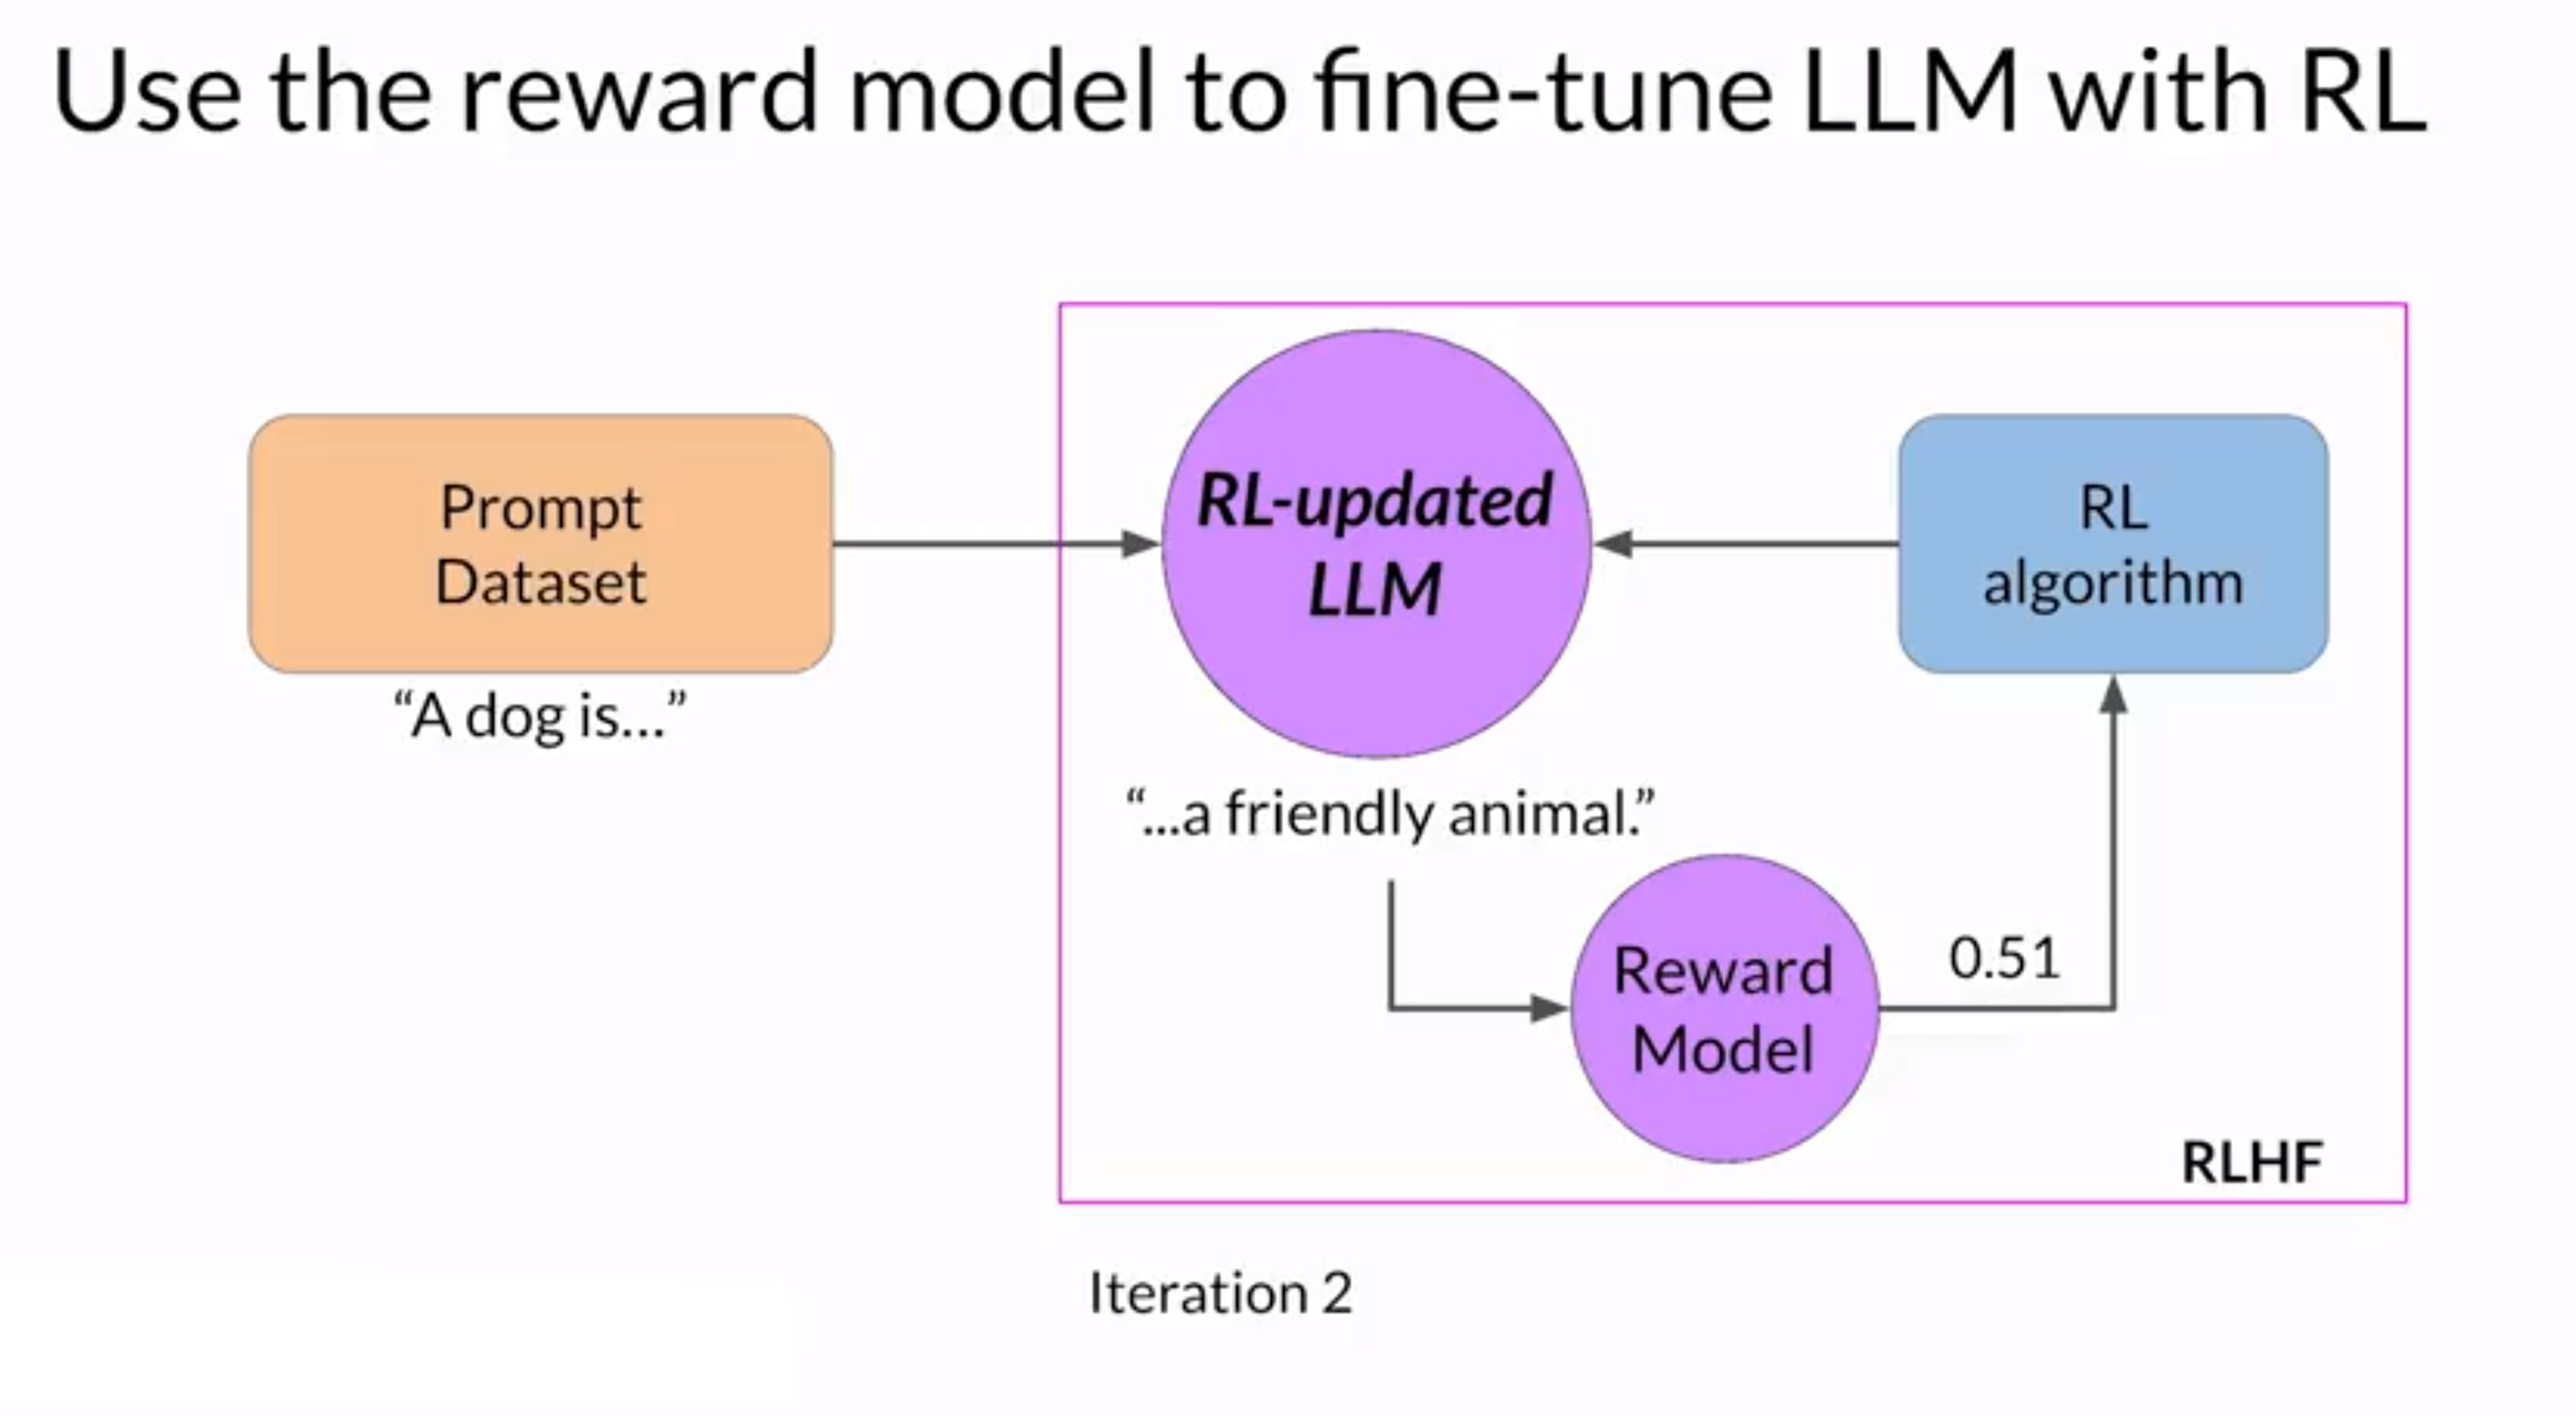 Use the reward model to fine-tune LLM with RL
Prompt
Dataset
“A dog is...”
RL-updated
LLM
RL
algorithm
“...a friendly animal.”
Reward
Model
0.51
RLHF
Iteration 2